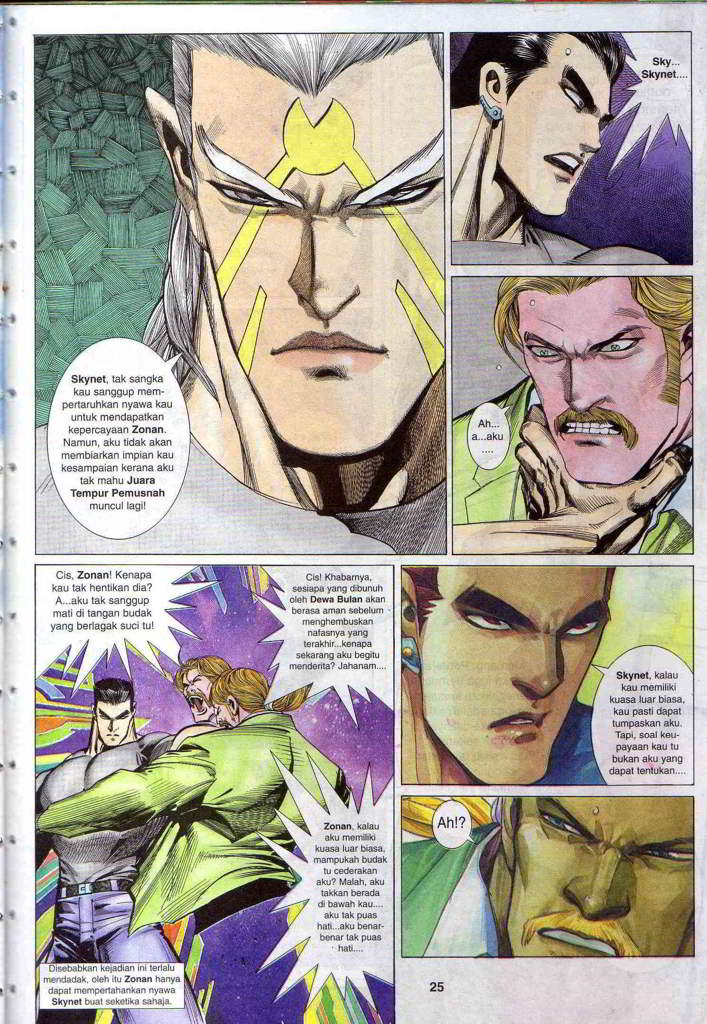 Skynet, tak sangka
kau sanggup mem-
pertaruhkan nyawa kau
untuk mendapatkan
kepercayaan Zonan.
Namun, aku tidak akan
membiarkan impian kau
kesampaian kerana aku
tak mahu Juara
Tempur Pemusnah
muncul lagi!
Sky...
Skynet....
Ah...
a...aku
....
Cis, Zonan! Kenapa
kau tak hentikan dia?
A...aku tak sanggup
mati di tangan budak
yang berlagak suci tu!
Cis! Khabarnya,
sesiapa yang dibunuh
oleh Dewa Bulan akan
berasa aman sebelum
menghembuskan
nafasnya yang
terakhir...kenapa
sekarang aku begitu
menderita? Jahanam....
Zonan, kalau
aku memiliki
kuasa luar biasa,
mampukah budak
tu cederakan
aku? Malah, aku
takkan berada
di bawah kau....
aku tak puas
hati...aku benar-
benar tak puas
hati....
Disebabkan kejadian ini terlalu
mendadak, oleh itu Zonan hanya
dapat mempertahankan nyawa
Skynet buat seketika sahaja.
Skynet, kalau
kau memiliki
kuasa luar biasa,
kau pasti dapat
tumpaskan aku.
Tapi, soal keu-
payaan kau tu
bukan aku yang
dapat tentukan....
Ah!?
25